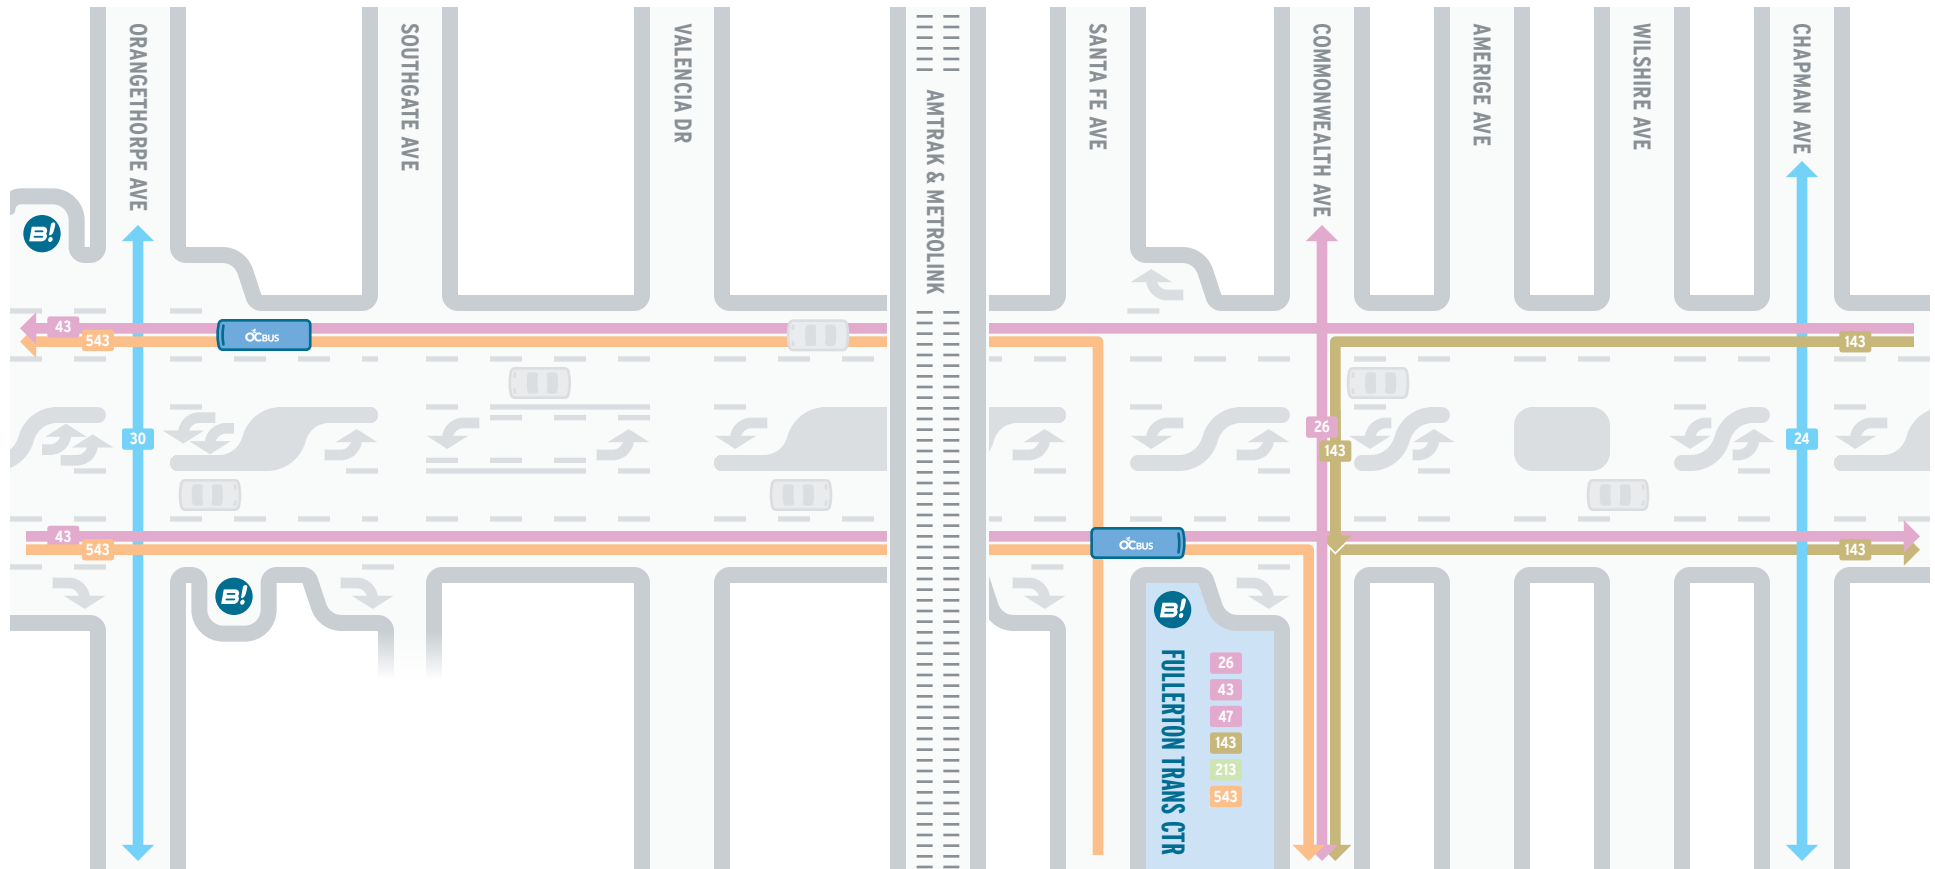 ORANGETHORPE AVE
SOUTHGATE AVE
VALENCIA DR
AMTRAK & METROLINK
SANTA FE AVE
COMMONWEALTH AVE
AMERIGE AVE
WILSHIRE AVE
CHAPMAN AVE
B!
43
543
OCBUS
143
30
26
143
24
43
543
OCBUS
143
B!
B!
FULLERTON TRANS CTR
26
43
47
143
213
543